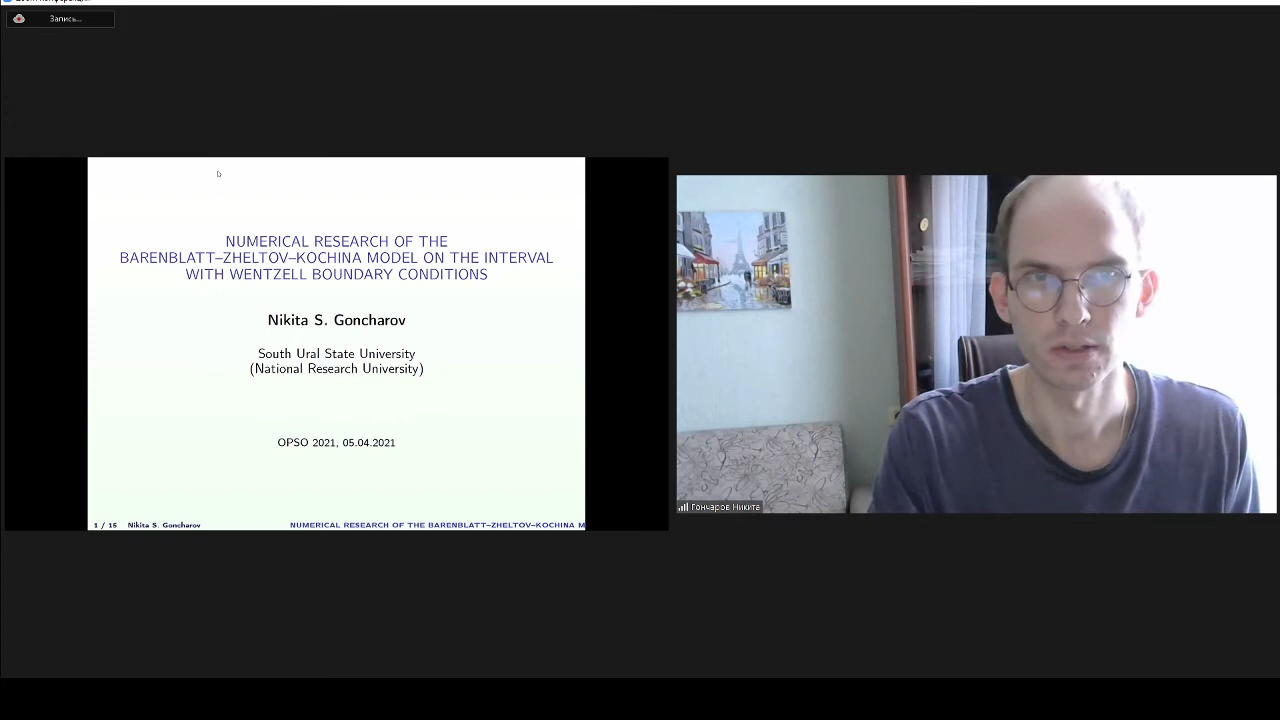 Запись...
NUMERICAL RESEARCH OF THE
BARENBLATT–ZHELTOV–KOCHINA MODEL ON THE INTERVAL
WITH WENTZELL BOUNDARY CONDITIONS
Nikita S. Goncharov
South Ural State University
(National Research University)
OPSO 2021, 05.04.2021
1 / 15 Nikita S. Goncharov NUMERICAL RESEARCH OF THE BARENBLATT–ZHELTOV–KOCHINA M
Гончаров Никита